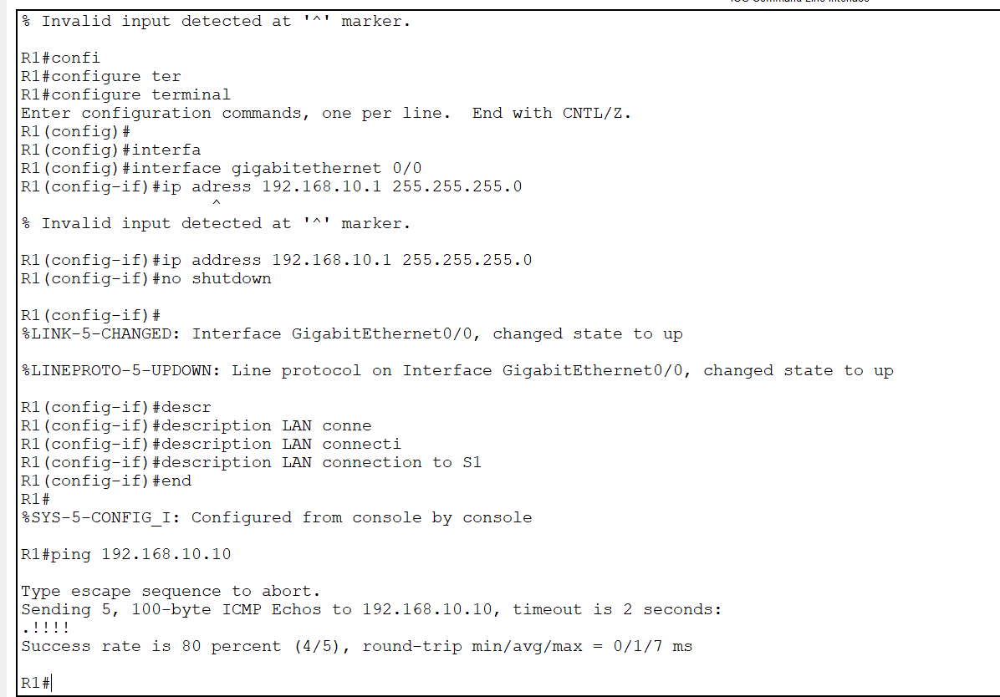 IOS Command Line Interface
% Invalid input detected at '^' marker.
R1#confi
R1#configure ter
R1#configure terminal
Enter configuration commands, one per line.  End with CNTL/Z.
R1(config)#
R1(config)#interfa
R1(config)#interface gigabitethernet 0/0
R1(config-if)#ip adress 192.168.10.1 255.255.255.0
^
% Invalid input detected at '^' marker.
R1(config-if)#ip address 192.168.10.1 255.255.255.0
R1(config-if)#no shutdown
R1(config-if)#
%LINK-5-CHANGED: Interface GigabitEthernet0/0, changed state to up
%LINEPROTO-5-UPDOWN: Line protocol on Interface GigabitEthernet0/0, changed state to up
R1(config-if)#descr
R1(config-if)#description LAN conne
R1(config-if)#description LAN connecti
R1(config-if)#description LAN connection to S1
R1(config-if)#end
R1#
%SYS-5-CONFIG_I: Configured from console by console
R1#ping 192.168.10.10
Type escape sequence to abort.
Sending 5, 100-byte ICMP Echos to 192.168.10.10, timeout is 2 seconds:
.!!!!
Success rate is 80 percent (4/5), round-trip min/avg/max = 0/1/7 ms
R1#